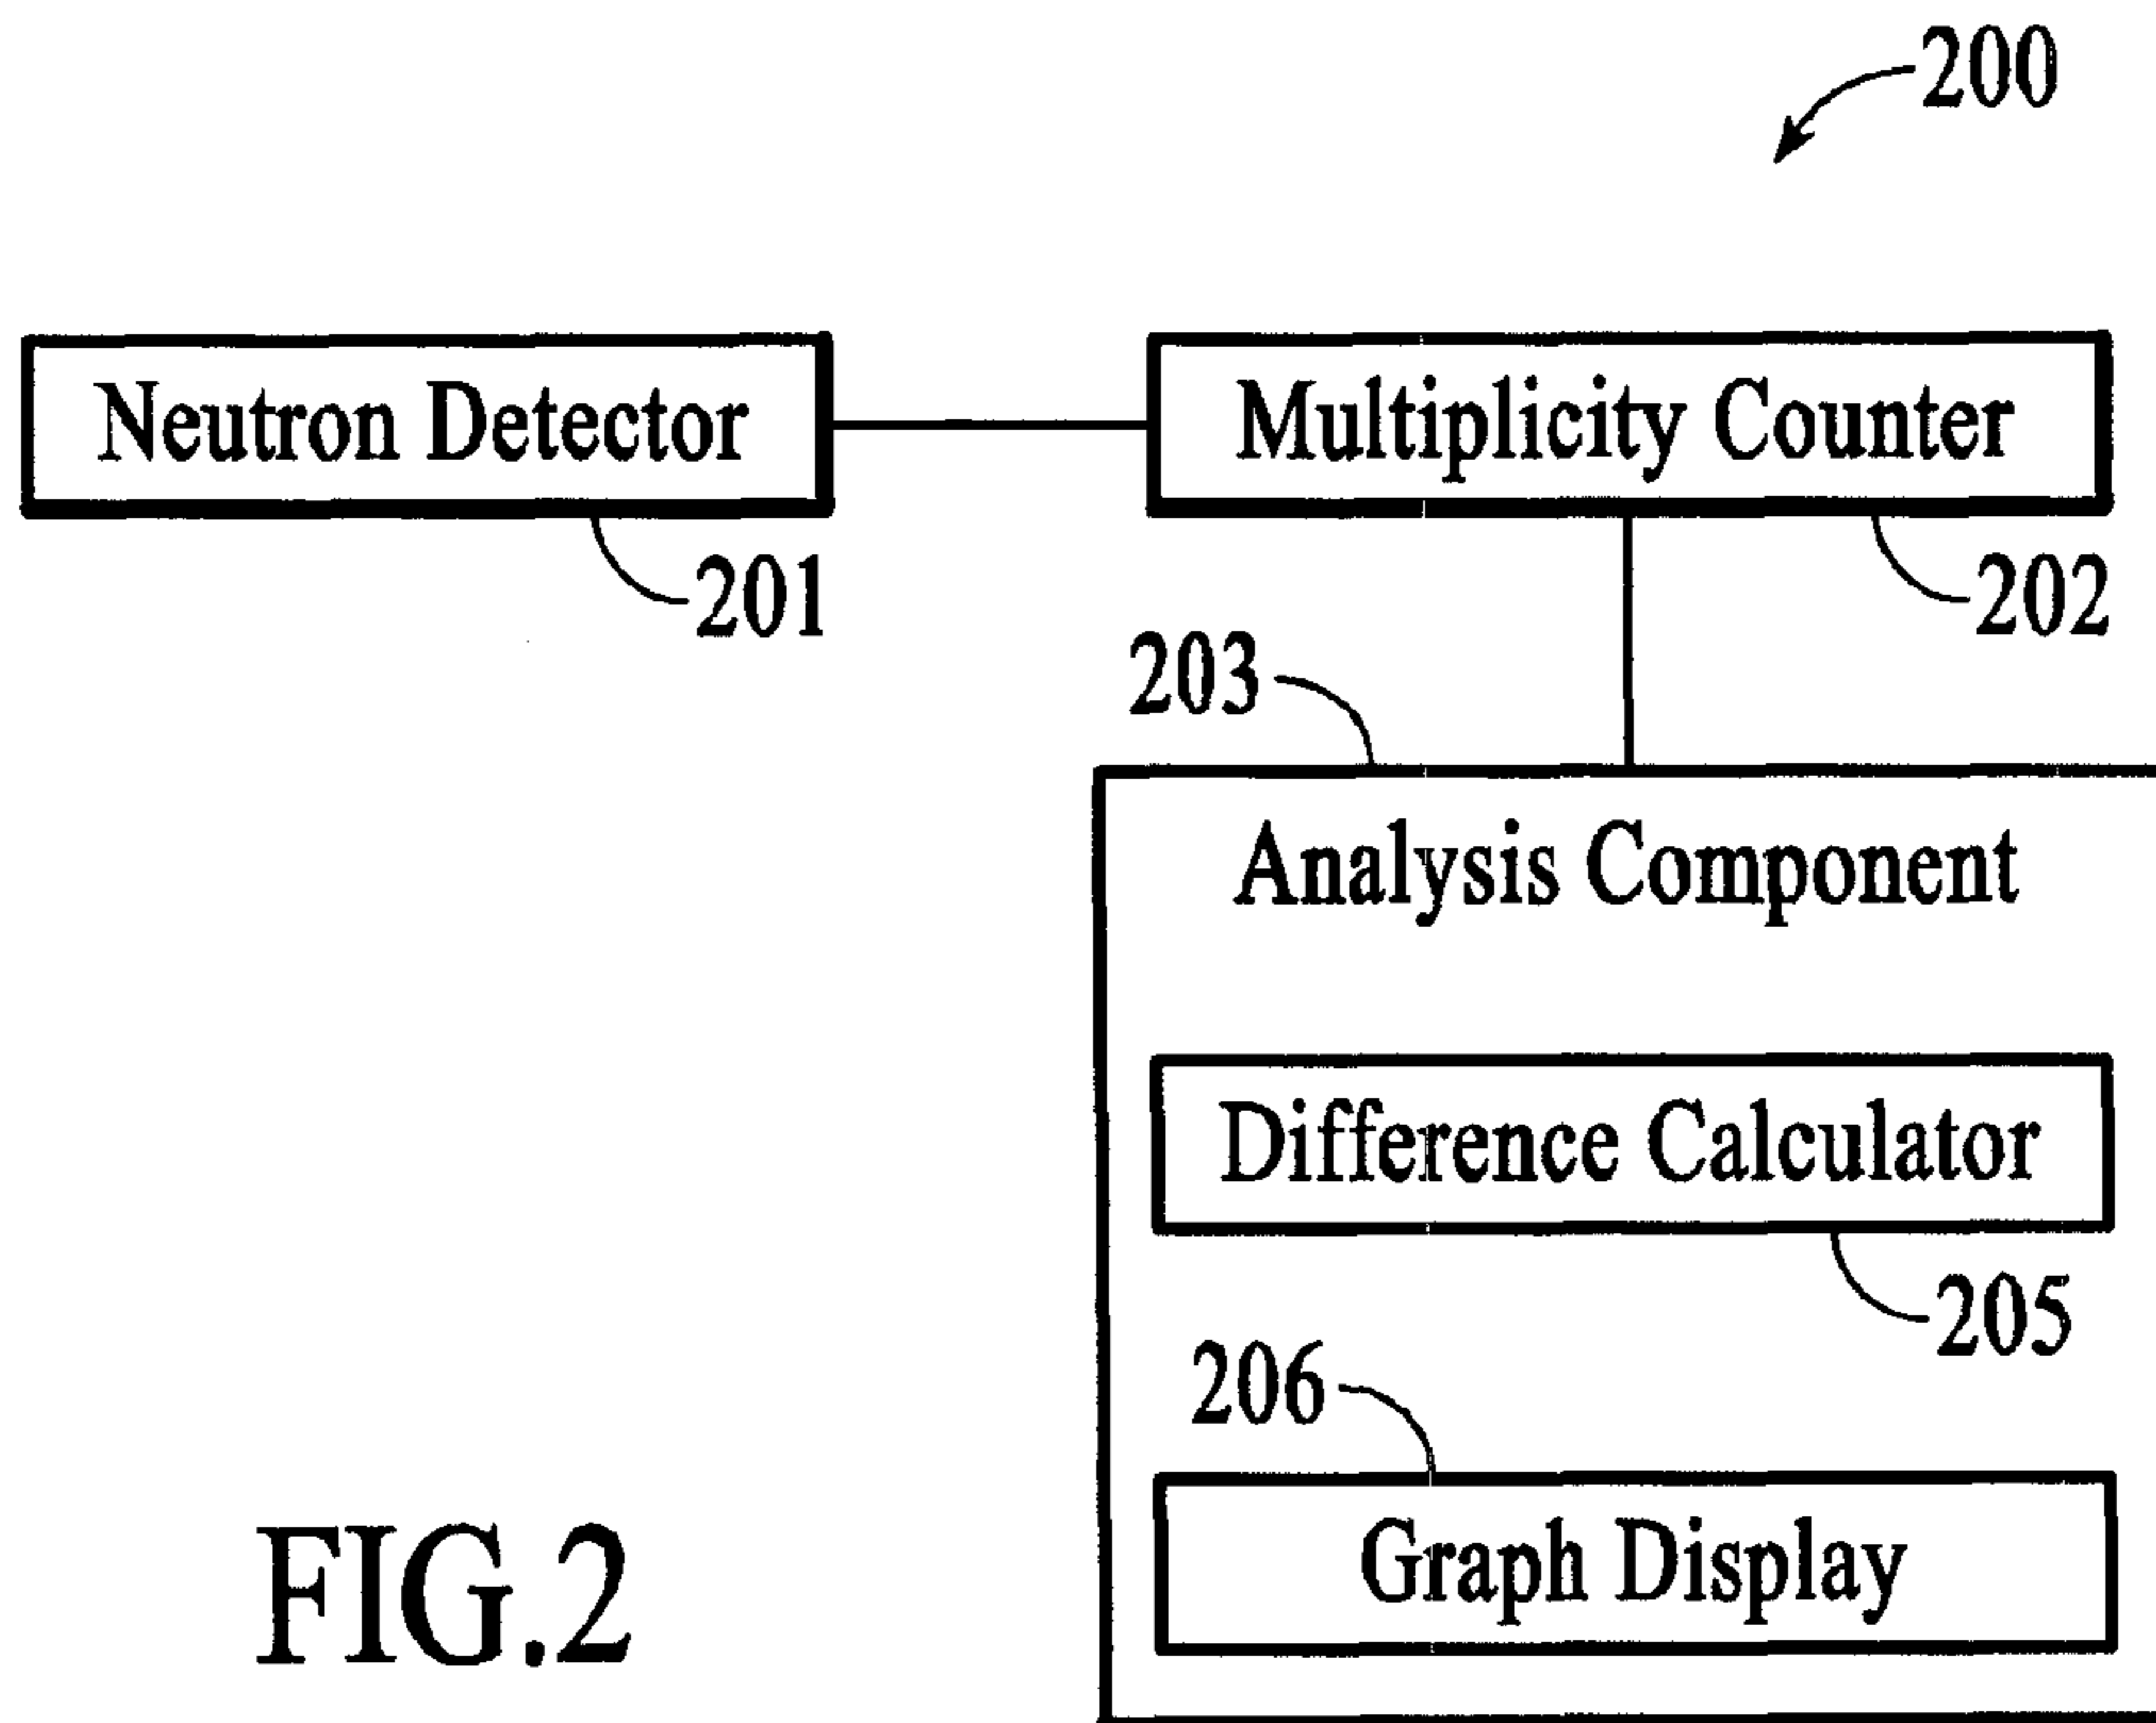 200
Neutron Detector
Multiplicity Counter
201
202
203
Analysis Component
Difference Calculator
205
206
Graph Display
FIG.2